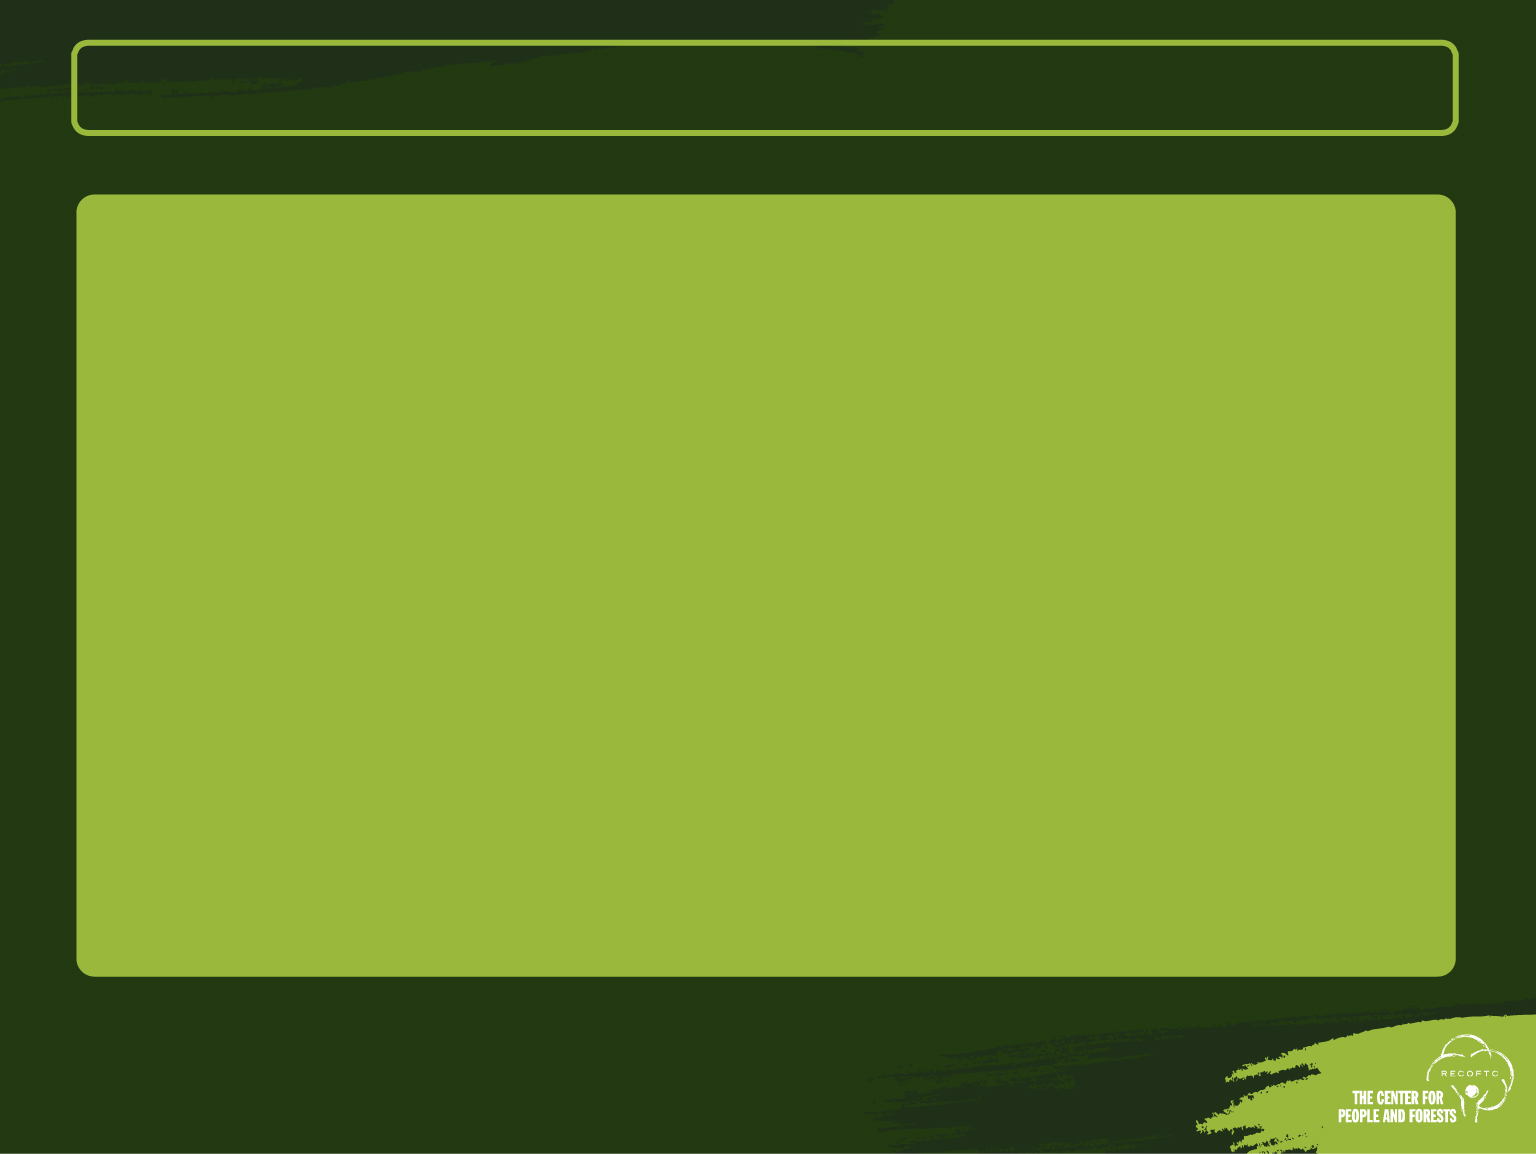 RECOFTC
THE CENTER FOR
PEOPLE AND FORESTS